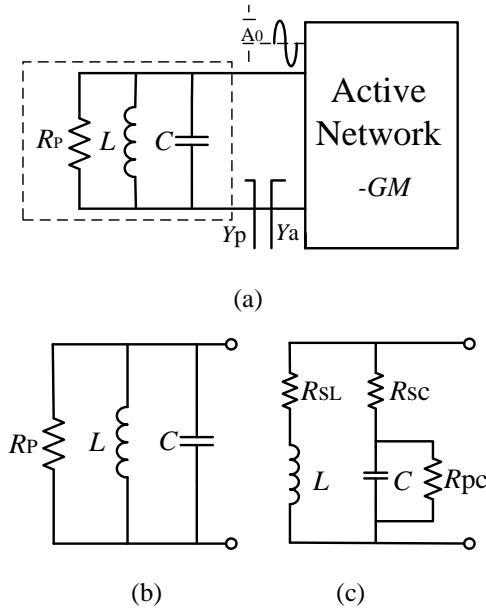 A0
RP L C
Active
Network
-GM
Yp Ya
(a)
RP L C
RSL RSC
L C Rpc
(b) (c)